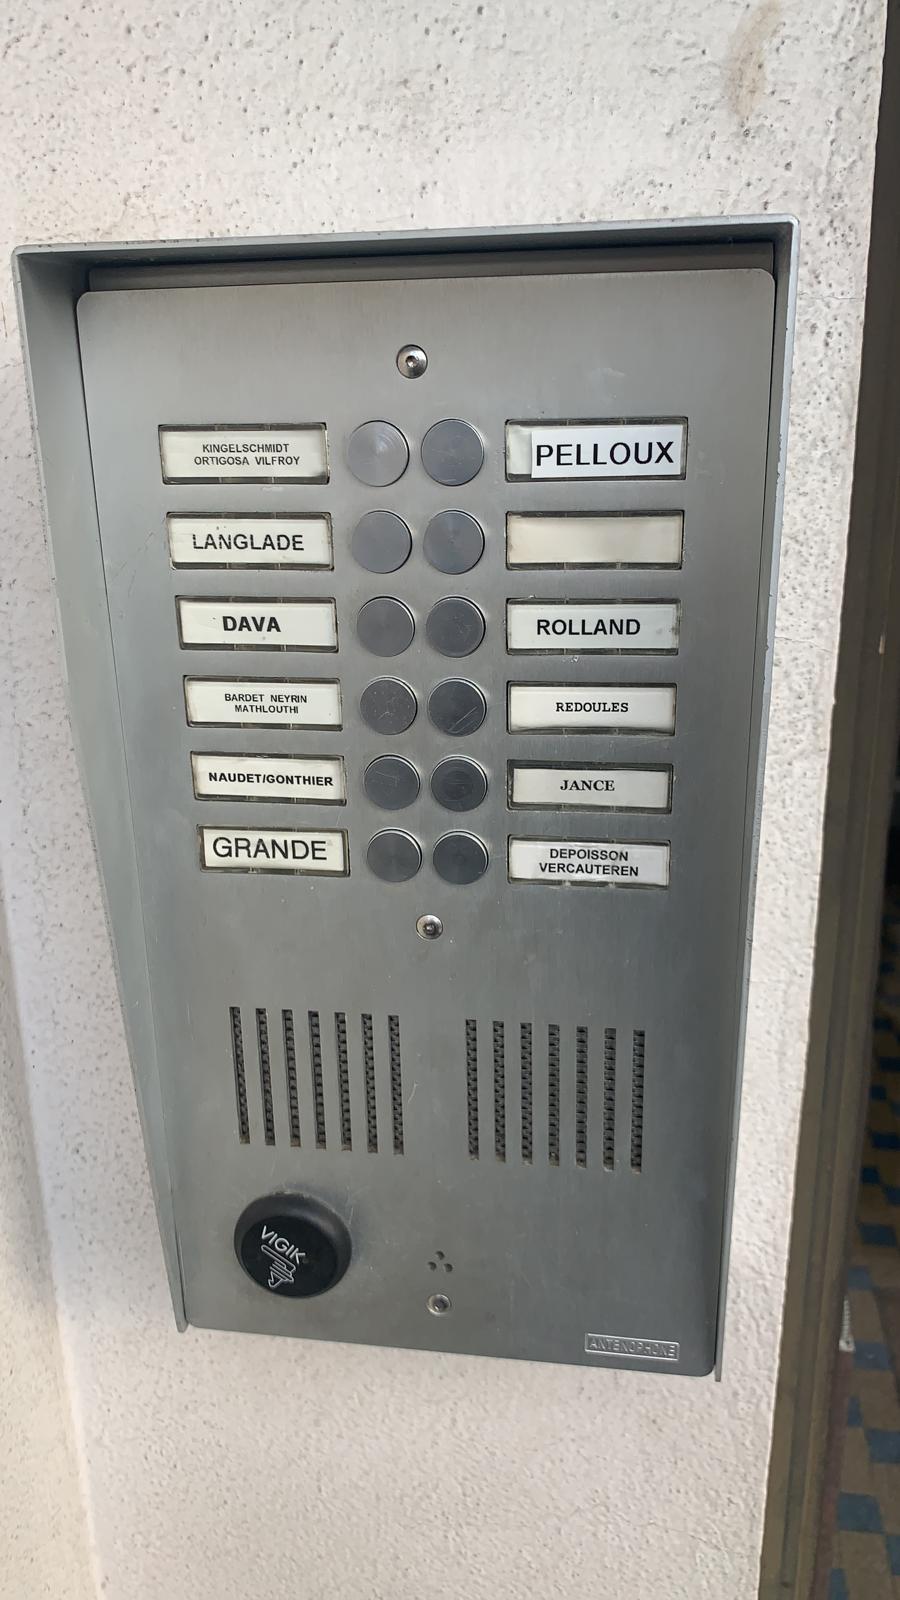 KINGELSCHMIDT
ORTIGOSA VILFROY
PELLOUX
LANGLADE
DAVA
ROLLAND
BARDET NEYRIN
MATHLOUTHI
REDOULES
NAUDET/GONTHIER
JANCE
GRANDE
DEPOISSON
VERCAUTEREN
VIGIK
ANTENOPHONE